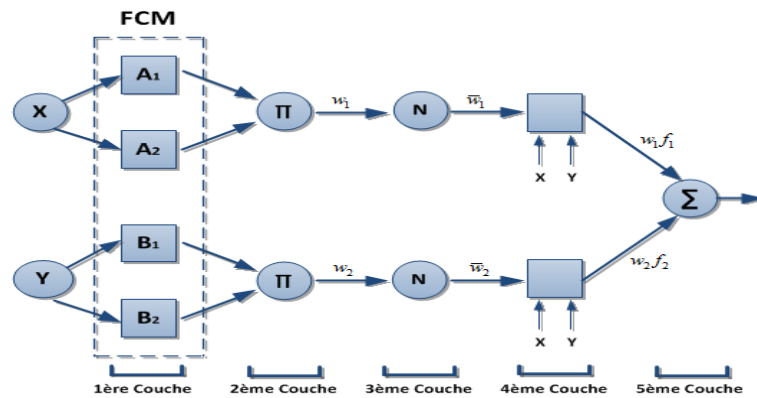 FCM
A1
X
A2
Π
w1
N
w̅1
X Y
w1f1
Σ
B1
Y
B2
Π
w2
N
w̅2
X Y
w2f2
1ère Couche 2ème Couche 3ème Couche 4ème Couche 5ème Couche